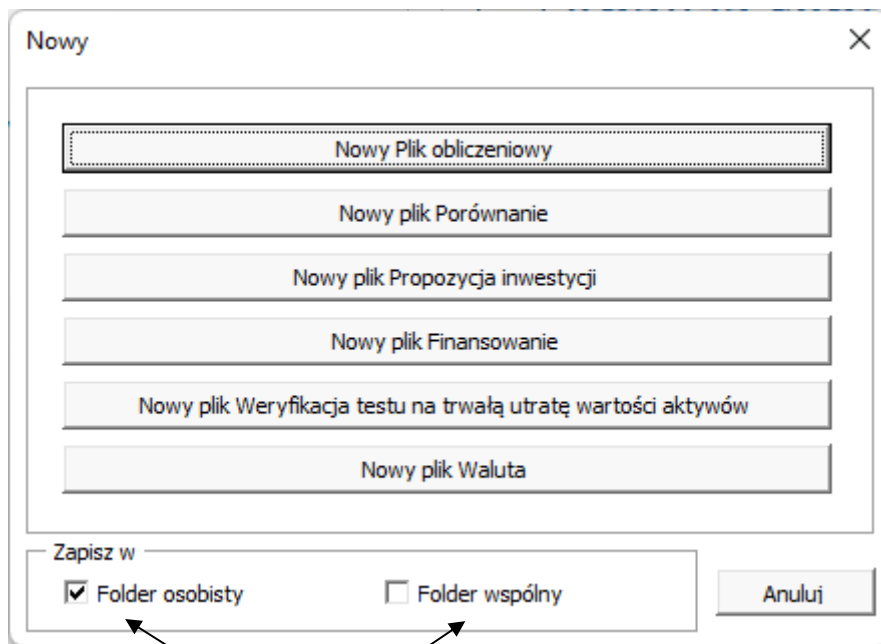 Nowy
Nowy Plik obliczeniowy
Nowy plik Porównanie
Nowy plik Propozycja inwestycji
Nowy plik Finansowanie
Nowy plik Weryfikacja testu na trwałą utratę wartości aktywów
Nowy plik Waluta
Zapisz w
Folder osobisty
Folder wspólny
Anuluj